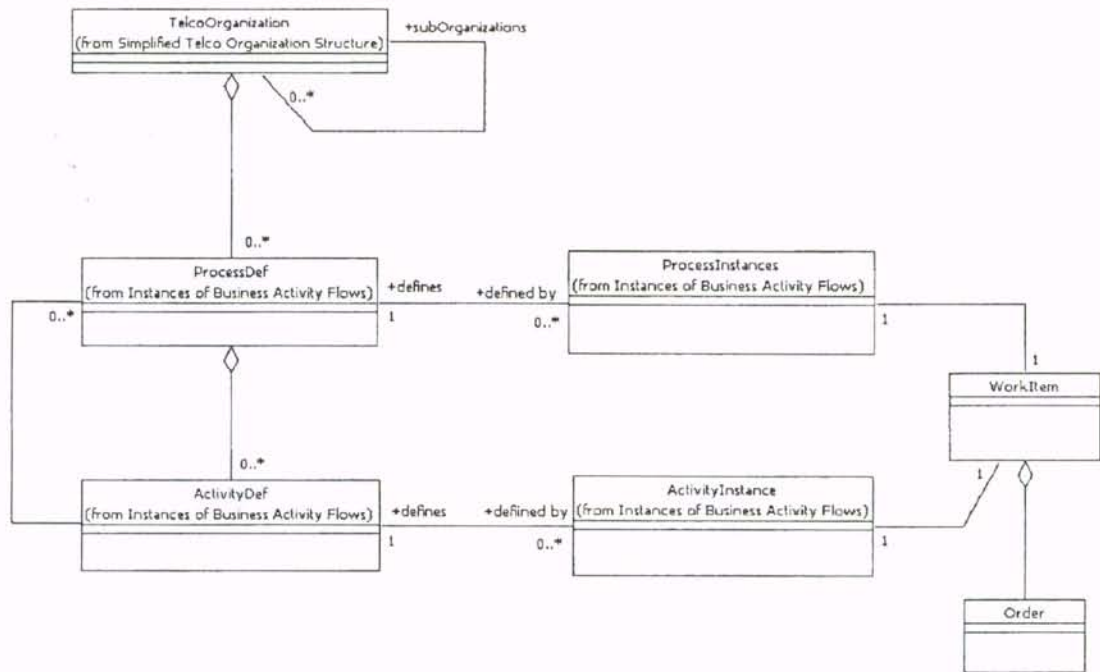 TelcoOrganization
(from Simplified Telco Organization Structure)
+subOrganizations
0..*
0..*
ProcessDef
(from Instances of Business Activity Flows)
+defines
+defined by
0..*
1
0..*
ProcessInstances
(from Instances of Business Activity Flows)
1
1
WorkItem
0..*
ActivityDef
(from Instances of Business Activity Flows)
+defines
+defined by
1
0..*
ActivityInstance
(from Instances of Business Activity Flows)
1
1
Order